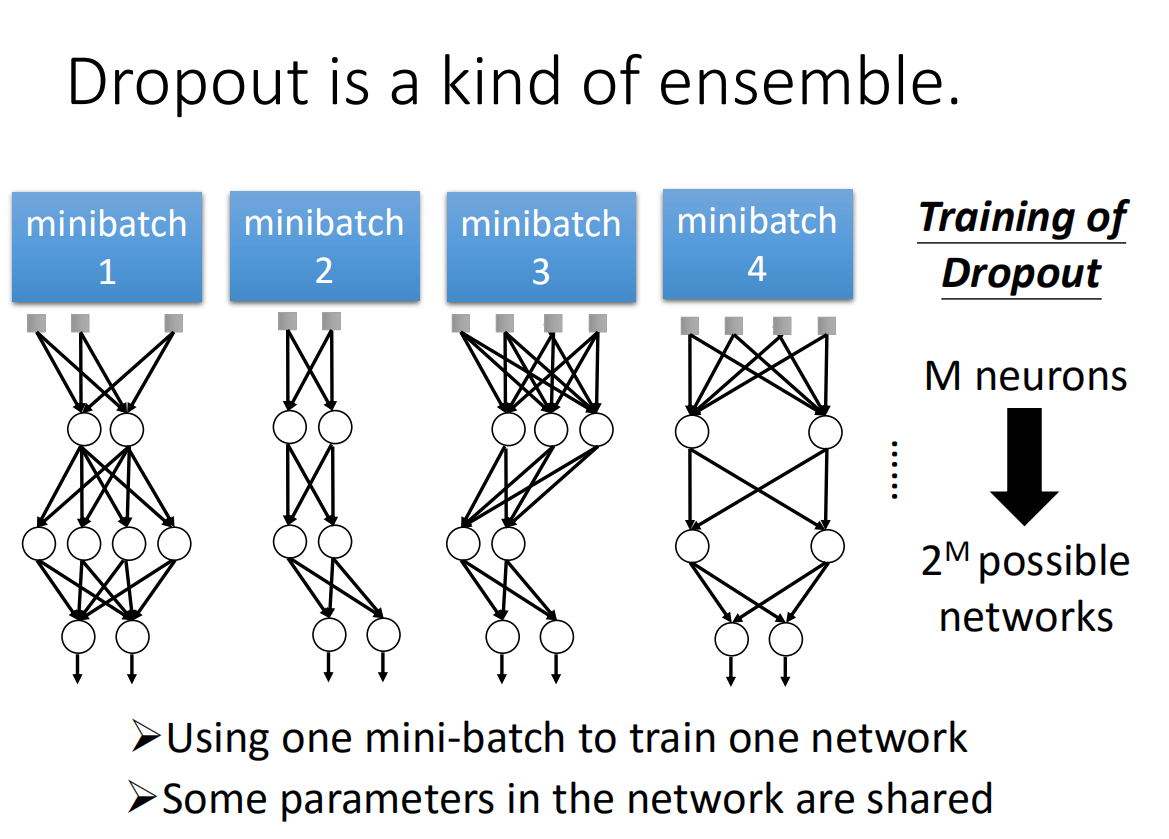 Dropout is a kind of ensemble.
minibatch
1
minibatch
2
minibatch
3
minibatch
4
Training of
Dropout
M neurons
......
2ᴹ possible
networks
➢Using one mini-batch to train one network
➢Some parameters in the network are shared